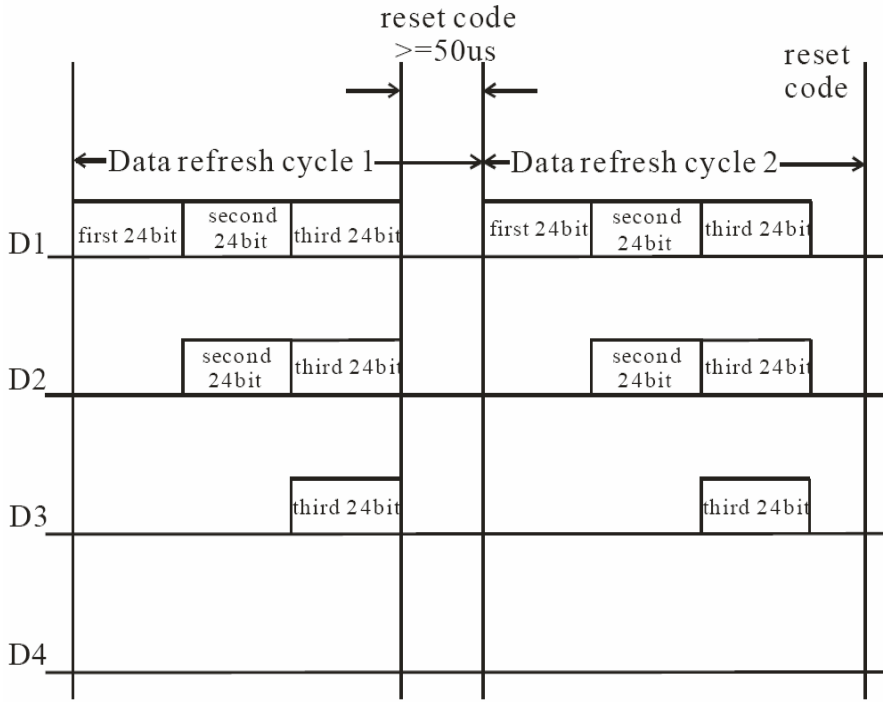 reset code
>=50us
reset
code
Data refresh cycle 1
Data refresh cycle 2
D1
first 24bit
second
24bit
third 24bit
first 24bit
second
24bit
third 24bit
D2
second
24bit
third 24bit
second
24bit
third 24bit
D3
third 24bit
third 24bit
D4